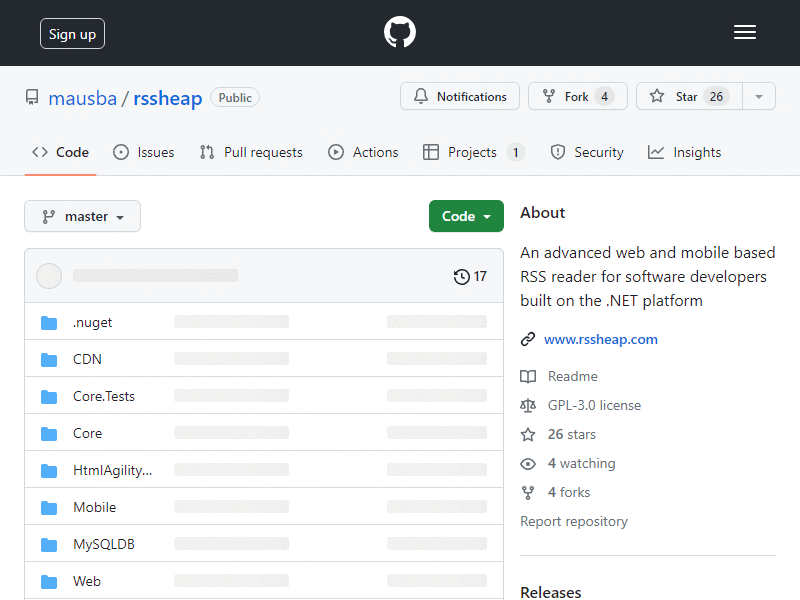 Sign up
mausba / rssheap Public
Notifications Fork 4 Star 26
Code Issues Pull requests Actions Projects 1 Security Insights
master Code
17
.nuget
CDN
Core.Tests
Core
HtmlAgility...
Mobile
MySQLDB
Web
About
An advanced web and mobile based
RSS reader for software developers
built on the .NET platform
www.rssheap.com
Readme
GPL-3.0 license
26 stars
4 watching
4 forks
Report repository
Releases